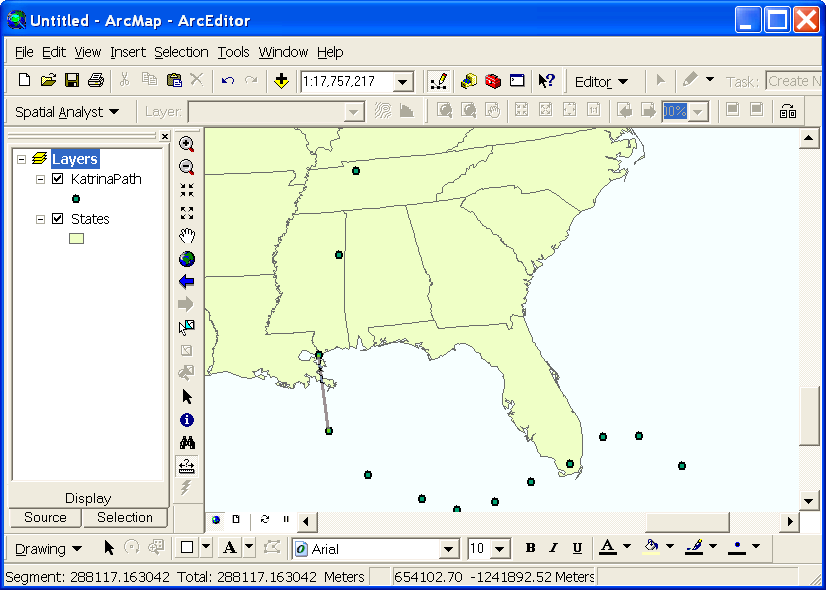 Untitled - ArcMap - ArcEditor
File Edit View Insert Selection Tools Window Help
1:17,757,217 Editor Task: Create N
Spatial Analyst Layer: 00%
Layers
KatrinaPath
States
Display
Source Selection
Drawing A Arial 10 B I U A
Segment: 288117.163042 Total: 288117.163042 Meters 654102.70 -1241892.52 Meters